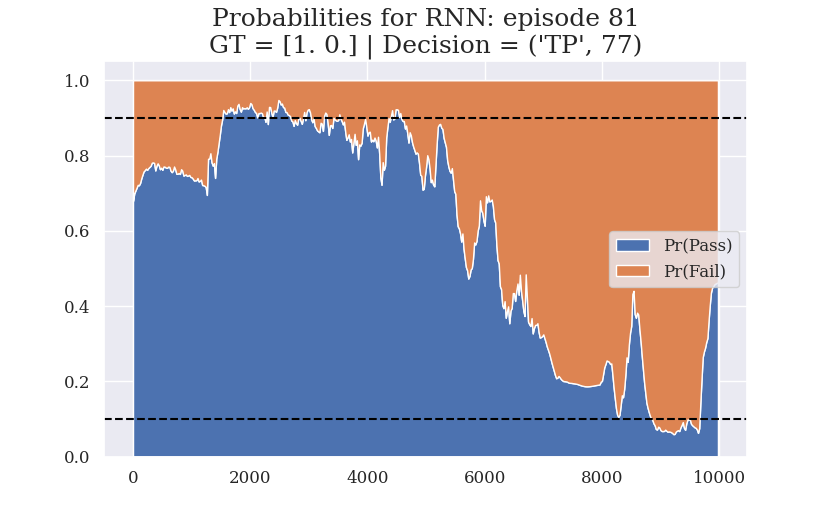 Probabilities for RNN: episode 81
GT = [1. 0.] | Decision = ('TP', 77)
1.0
0.8
0.6
0.4
0.2
0.0
Pr(Pass)
Pr(Fail)
0 2000 4000 6000 8000 10000